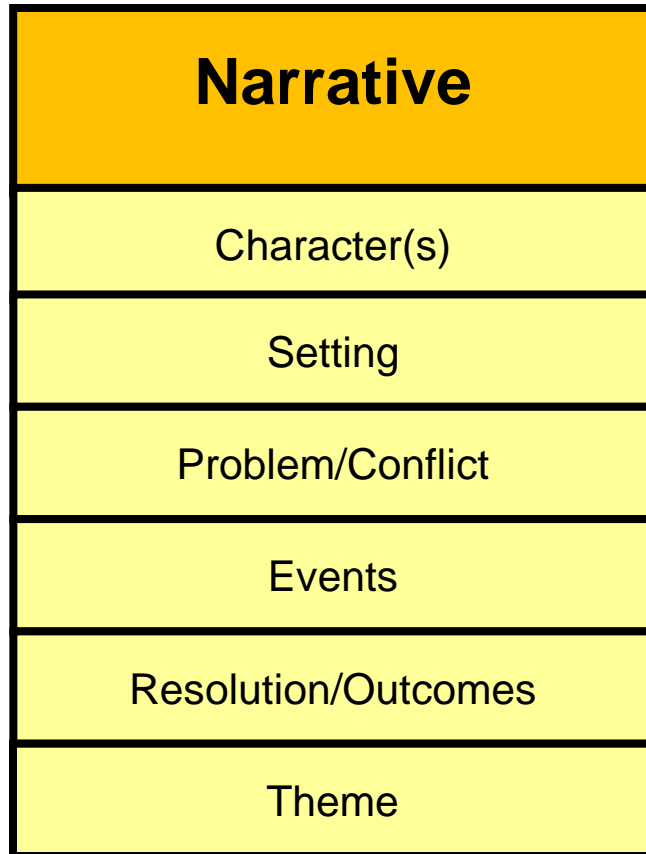 Narrative
Character(s)
Setting
Problem/Conflict
Events
Resolution/Outcomes
Theme